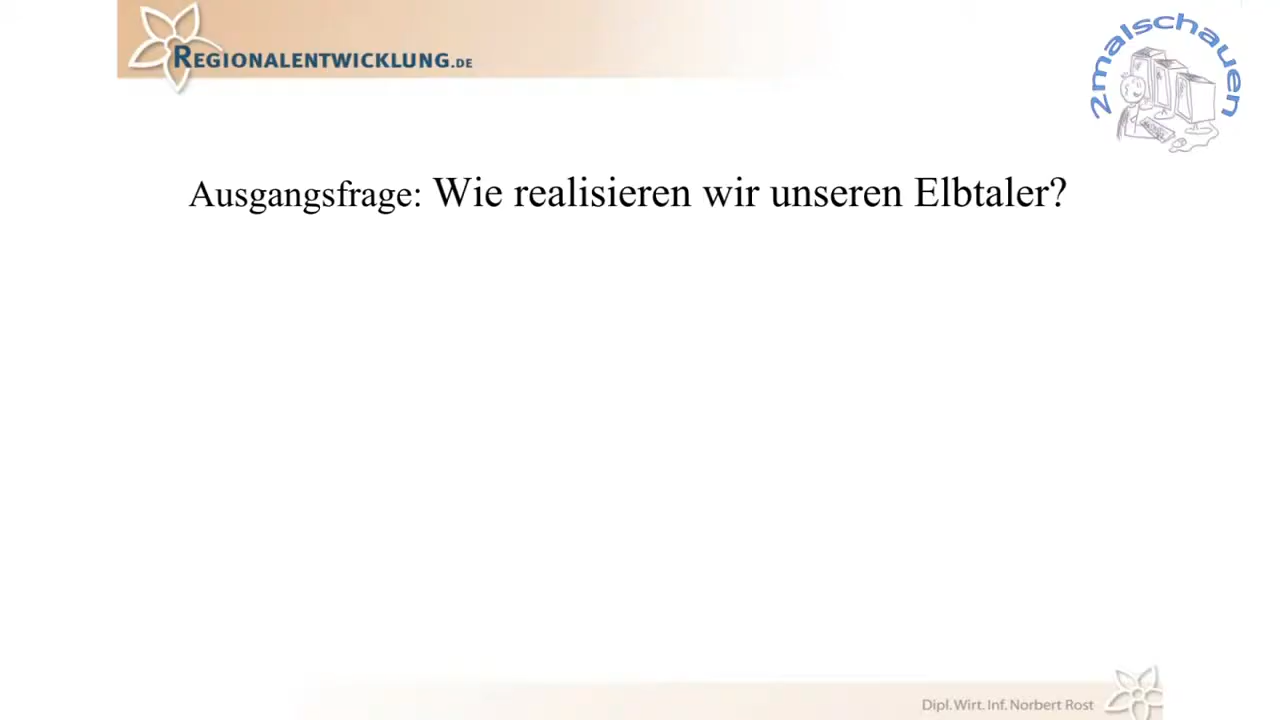 REGIONALENTWICKLUNG.DE
2malschauen
Ausgangsfrage: Wie realisieren wir unseren Elbtaler?
Dipl. Wirt. Inf. Norbert Rost